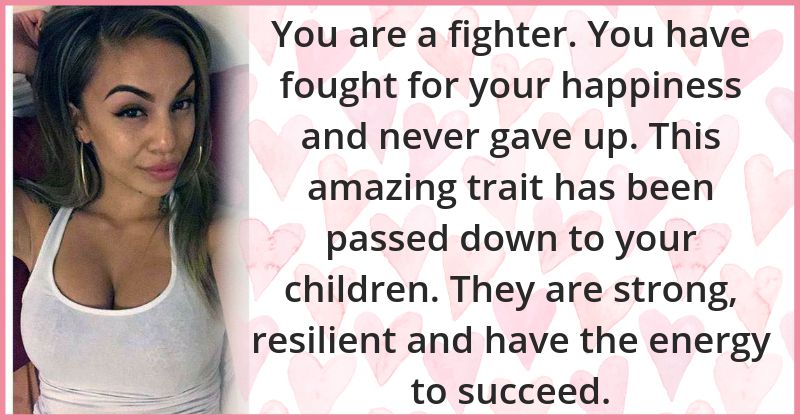 You are a fighter. You have
fought for your happiness
and never gave up. This
amazing trait has been
passed down to your
children. They are strong,
resilient and have the energy
to succeed.